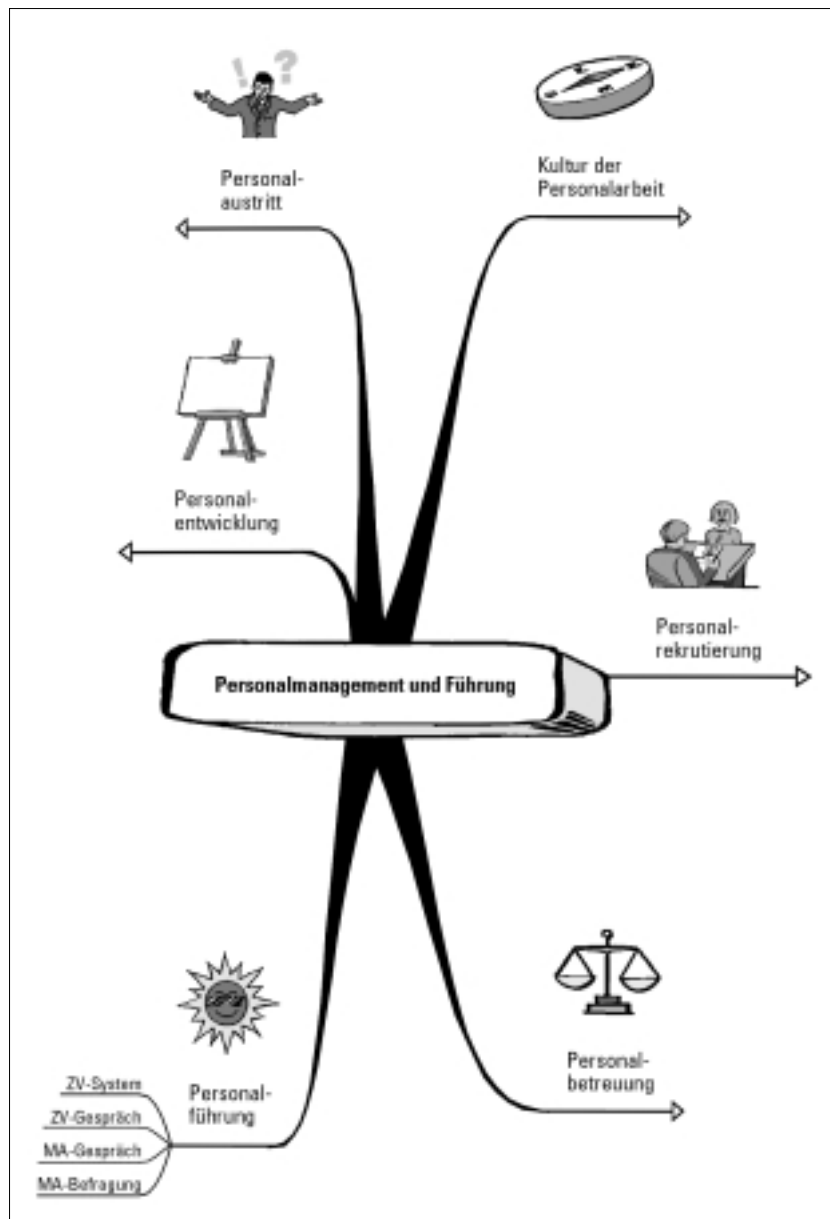 ! ?
Personal-
austritt
Kultur der
Personalarbeit
Personal-
entwicklung
Personal-
rekrutierung
Personalmanagement und Führung
Personal-
betreuung
Personal-
führung
ZV-System
ZV-Gespräch
MA-Gespräch
MA-Befragung